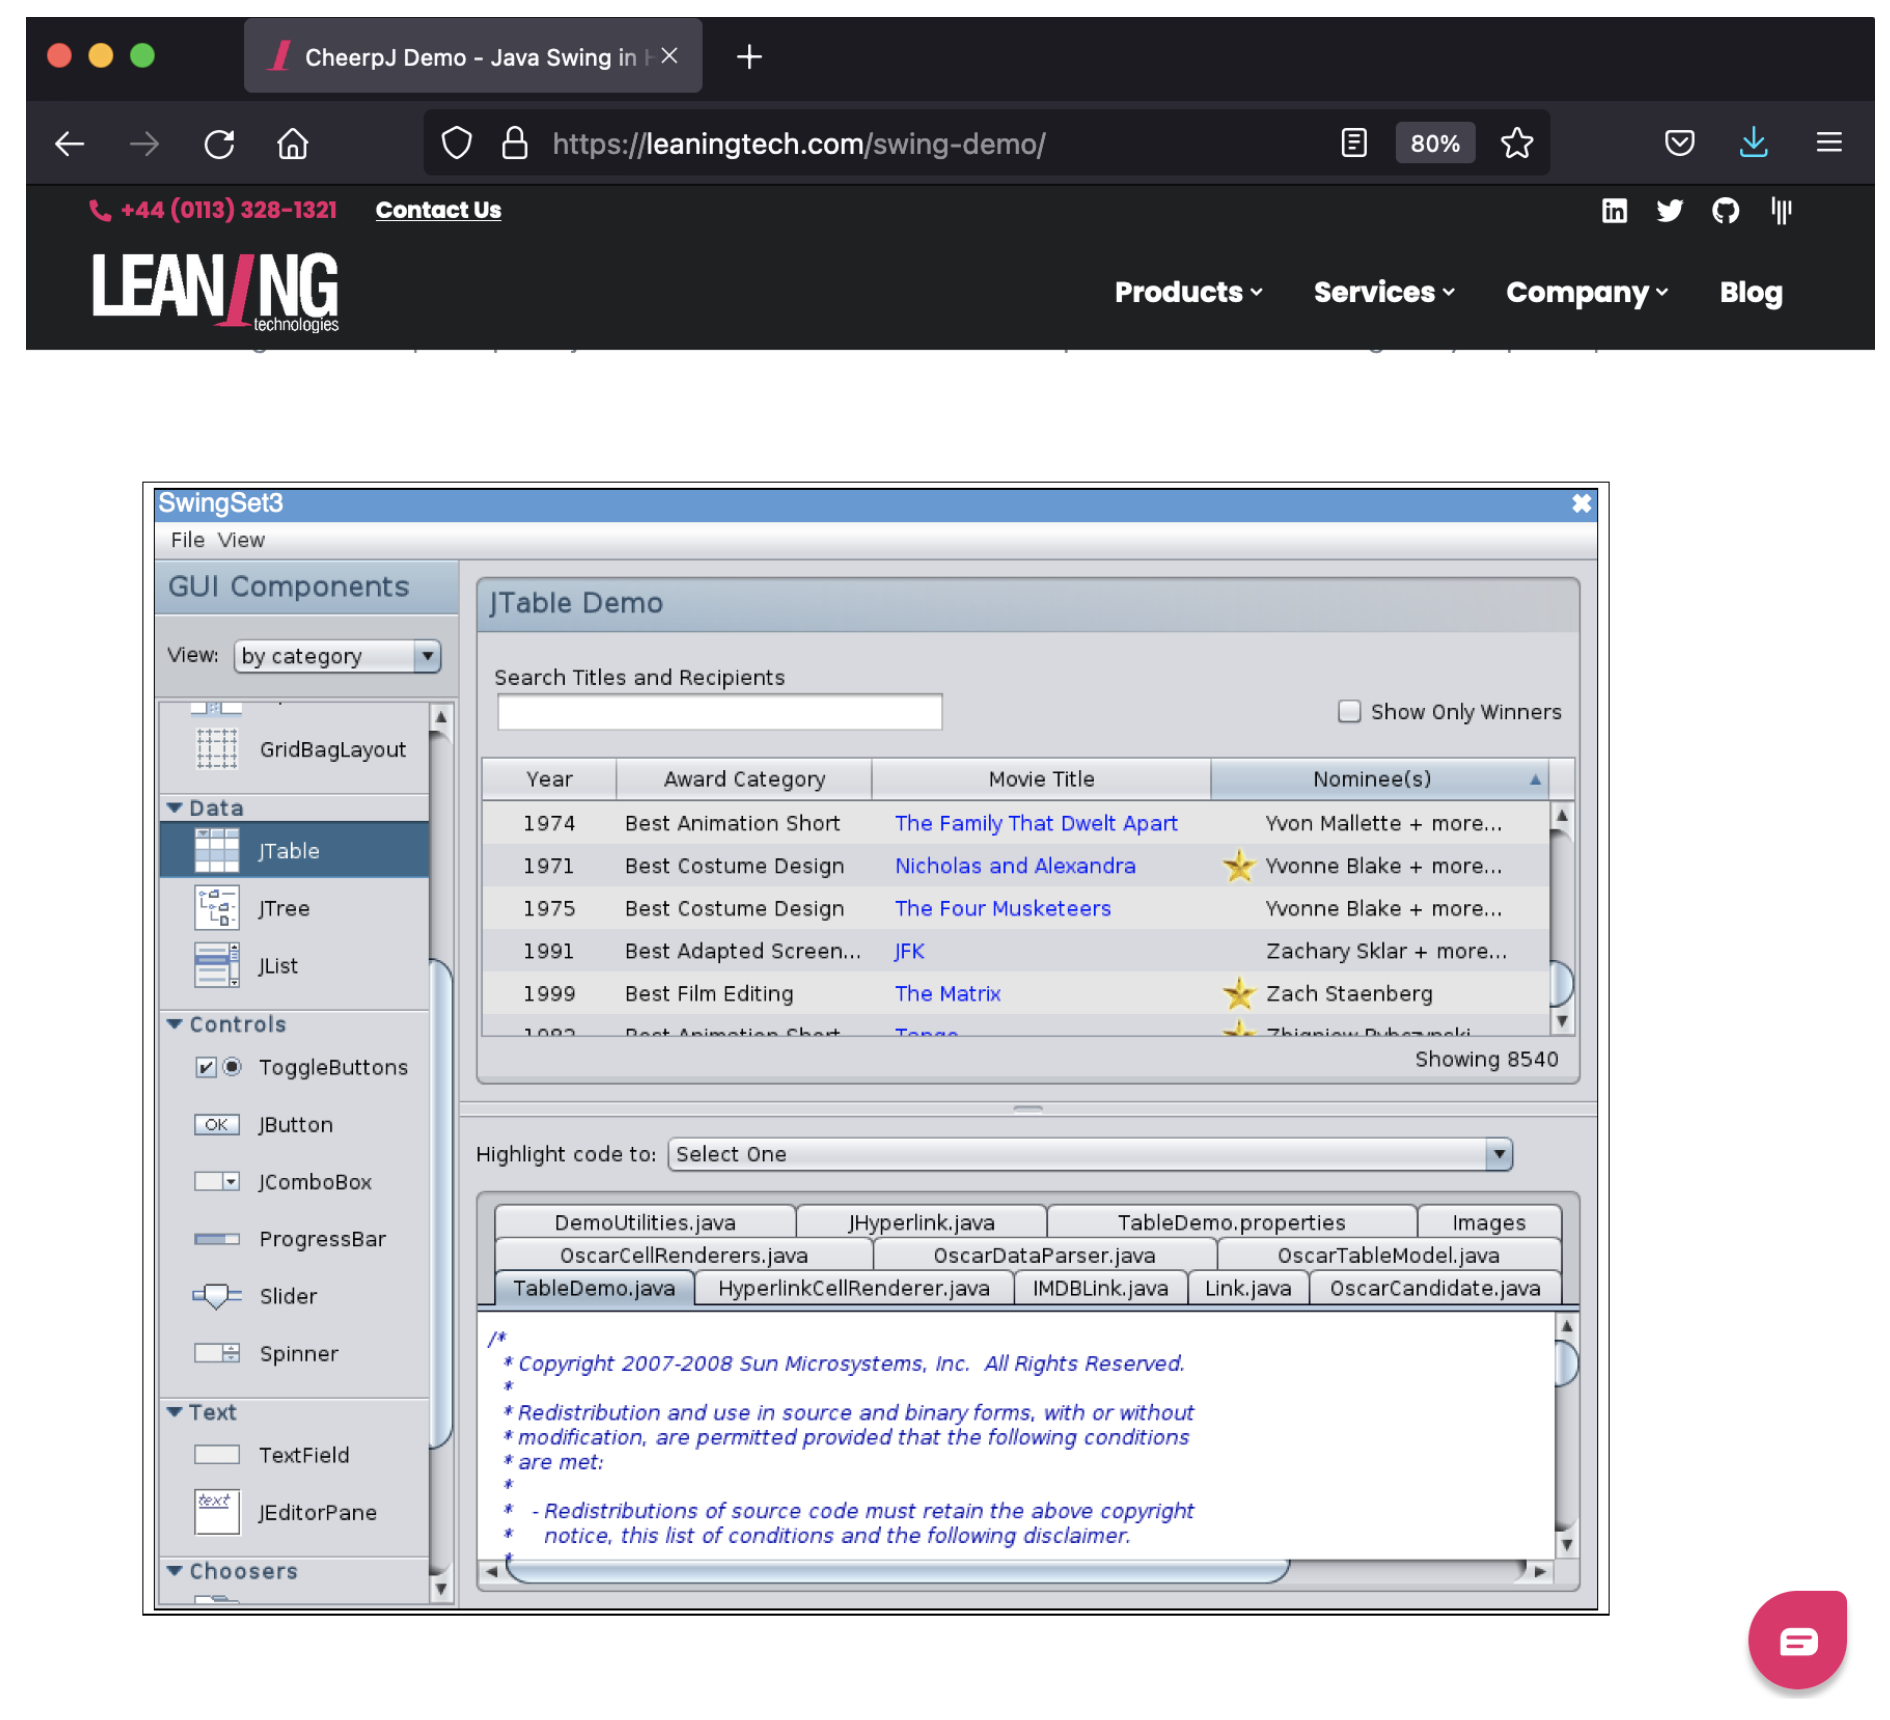 CheerpJ Demo - Java Swing in H
https://leaningtech.com/swing-demo/
80%
+44 (0113) 328-1321 Contact Us
LEANING
technologies
Products Services Company Blog
SwingSet3
File View
GUI Components
View: by category
GridBagLayout
Data
JTable
JTree
JList
Controls
ToggleButtons
OK JButton
JComboBox
ProgressBar
Slider
Spinner
Text
TextField
text JEditorPane
Choosers
JTable Demo
Search Titles and Recipients
Show Only Winners
Year Award Category Movie Title Nominee(s)
1974 Best Animation Short The Family That Dwelt Apart Yvon Mallette + more...
1971 Best Costume Design Nicholas and Alexandra Yvonne Blake + more...
1975 Best Costume Design The Four Musketeers Yvonne Blake + more...
1991 Best Adapted Screen... JFK Zachary Sklar + more...
1999 Best Film Editing The Matrix Zach Staenberg
1982 Best Animation Short Tango Zbigniew Rybczynski
Showing 8540
Highlight code to: Select One
DemoUtilities.java JHyperlink.java TableDemo.properties Images
OscarCellRenderers.java OscarDataParser.java OscarTableModel.java
TableDemo.java HyperlinkCellRenderer.java IMDBLink.java Link.java OscarCandidate.java
/*
* Copyright 2007-2008 Sun Microsystems, Inc. All Rights Reserved.
*
* Redistribution and use in source and binary forms, with or without
* modification, are permitted provided that the following conditions
* are met:
*
* - Redistributions of source code must retain the above copyright
* notice, this list of conditions and the following disclaimer.
*